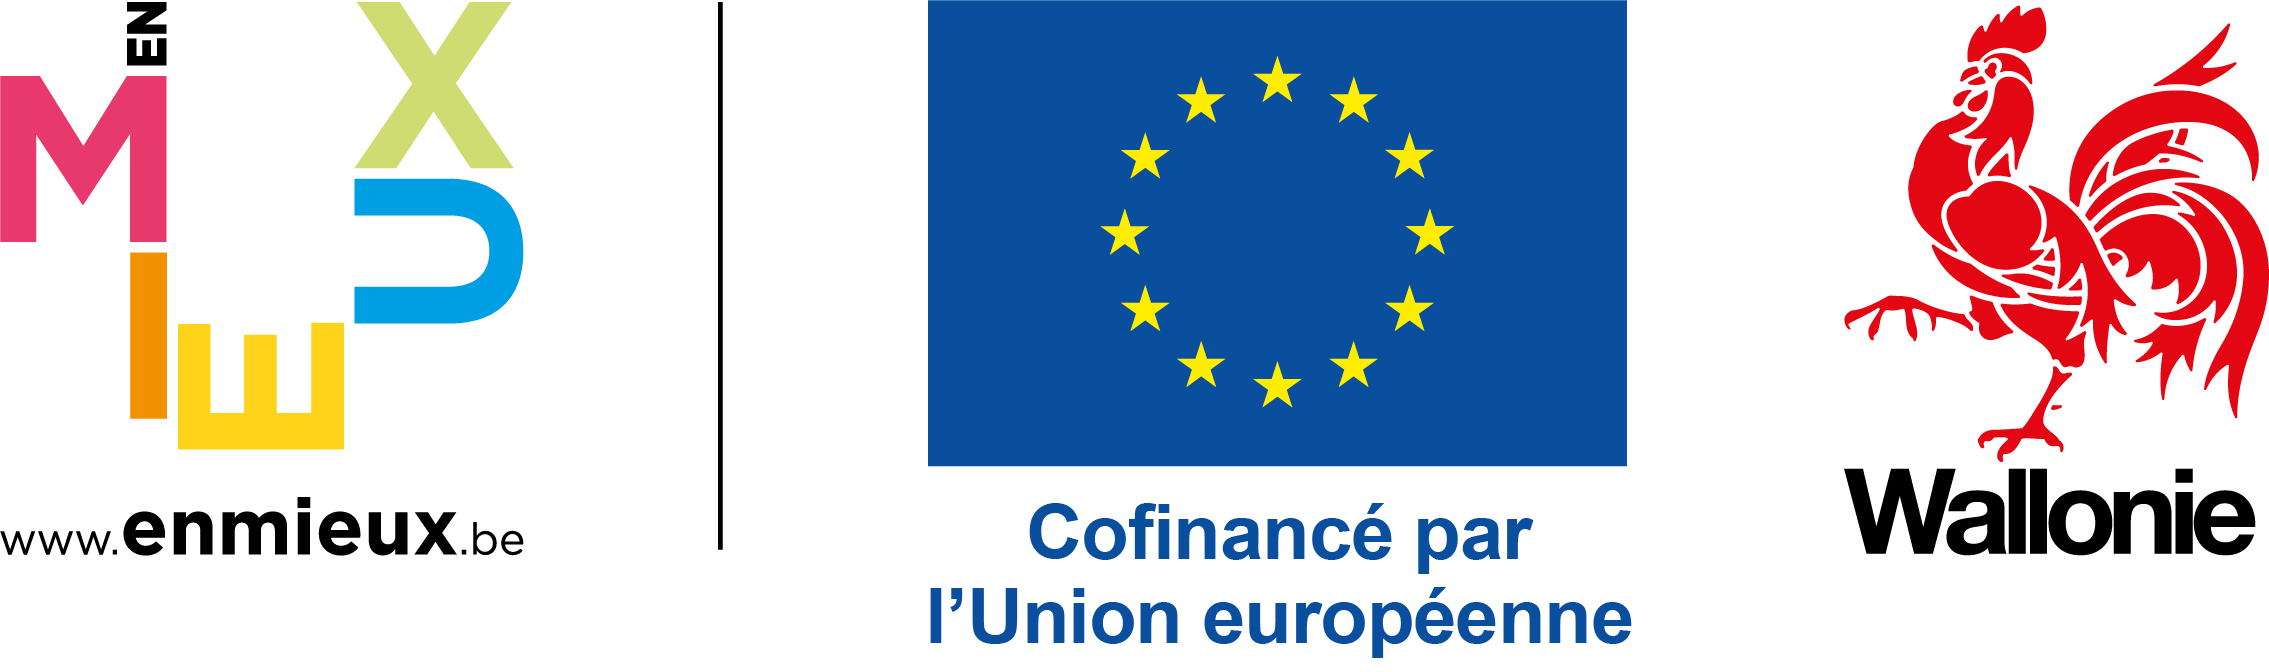 EN
MIEUX
www.enmieux.be
Cofinancé par
l’Union européenne
Wallonie